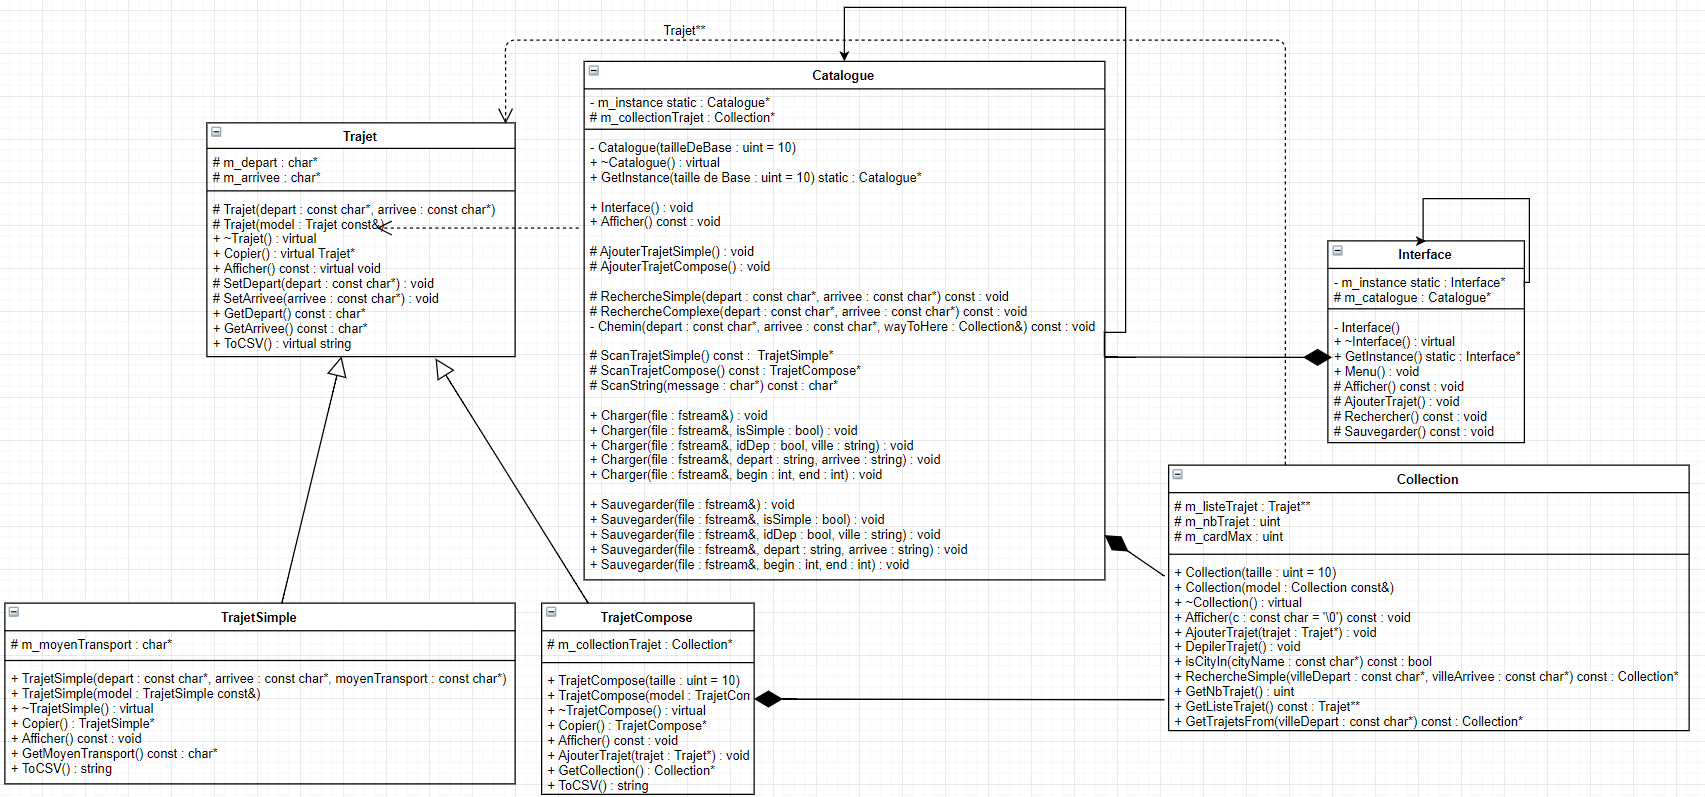 Trajet**
Catalogue
- m_instance static : Catalogue*
# m_collectionTrajet : Collection*
- Catalogue(tailleDeBase : uint = 10)
+ ~Catalogue() : virtual
+ GetInstance(taille de Base : uint = 10) static : Catalogue*
+ Interface() : void
+ Afficher() const : void
# AjouterTrajetSimple() : void
# AjouterTrajetCompose() : void
# RechercheSimple(depart : const char*, arrivee : const char*) const : void
# RechercheComplexe(depart : const char*, arrivee : const char*) const : void
- Chemin(depart : const char*, arrivee : const char*, wayToHere : Collection&) const : void
# ScanTrajetSimple() const :  TrajetSimple*
# ScanTrajetCompose() const : TrajetCompose*
# ScanString(message : char*) const : char*
+ Charger(file : fstream&) : void
+ Charger(file : fstream&, isSimple : bool) : void
+ Charger(file : fstream&, idDep : bool, ville : string) : void
+ Charger(file : fstream&, depart : string, arrivee : string) : void
+ Charger(file : fstream&, begin : int, end : int) : void
+ Sauvegarder(file : fstream&) : void
+ Sauvegarder(file : fstream&, isSimple : bool) : void
+ Sauvegarder(file : fstream&, idDep : bool, ville : string) : void
+ Sauvegarder(file : fstream&, depart : string, arrivee : string) : void
+ Sauvegarder(file : fstream&, begin : int, end : int) : void
Trajet
# m_depart : char*
# m_arrivee : char*
# Trajet(depart : const char*, arrivee : const char*)
# Trajet(model : Trajet const&)
+ ~Trajet() : virtual
+ Copier() : virtual Trajet*
+ Afficher() const : virtual void
# SetDepart(depart : const char*) : void
# SetArrivee(arrivee : const char*) : void
+ GetDepart() const : char*
+ GetArrivee() const : char*
+ ToCSV() : virtual string
Interface
- m_instance static : Interface*
# m_catalogue : Catalogue*
- Interface()
+ ~Interface() : virtual
+ GetInstance() static : Interface*
+ Menu() : void
# Afficher() const : void
# AjouterTrajet() : void
# Rechercher() const : void
# Sauvegarder() const : void
Collection
# m_listeTrajet : Trajet**
# m_nbTrajet : uint
# m_cardMax : uint
+ Collection(taille : uint = 10)
+ Collection(model : Collection const&)
+ ~Collection() : virtual
+ Afficher(c : const char = '\0') const : void
+ AjouterTrajet(trajet : Trajet*) : void
+ DepilerTrajet() : void
+ isCityIn(cityName : const char*) const : bool
+ RechercheSimple(villeDepart : const char*, villeArrivee : const char*) const : Collection*
+ GetNbTrajet() : uint
+ GetListeTrajet() const : Trajet**
+ GetTrajetsFrom(villeDepart : const char*) const : Collection*
TrajetSimple
# m_moyenTransport : char*
+ TrajetSimple(depart : const char*, arrivee : const char*, moyenTransport : const char*)
+ TrajetSimple(model : TrajetSimple const&)
+ ~TrajetSimple() : virtual
+ Copier() : TrajetSimple*
+ Afficher() const : void
+ GetMoyenTransport() const : char*
+ ToCSV() : string
TrajetCompose
# m_collectionTrajet : Collection*
+ TrajetCompose(taille : uint = 10)
+ TrajetCompose(model : TrajetCom
+ ~TrajetCompose() : virtual
+ Copier() : TrajetCompose*
+ Afficher() const : void
+ AjouterTrajet(trajet : Trajet*) : void
+ GetCollection() : Collection*
+ ToCSV() : string